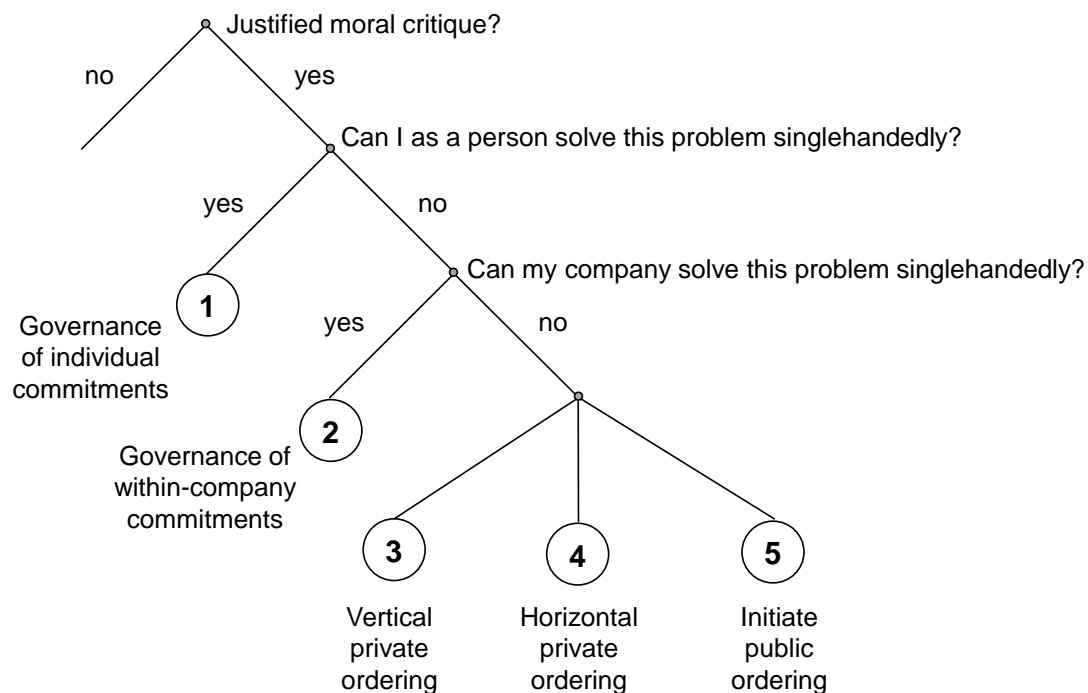 Justified moral critique?
no
yes
Can I as a person solve this problem singlehandedly?
yes
no
Can my company solve this problem singlehandedly?
1
yes
no
Governance
of individual
commitments
2
Governance of
within-company
commitments
3
4
5
Vertical
private
ordering
Horizontal
private
ordering
Initiate
public
ordering